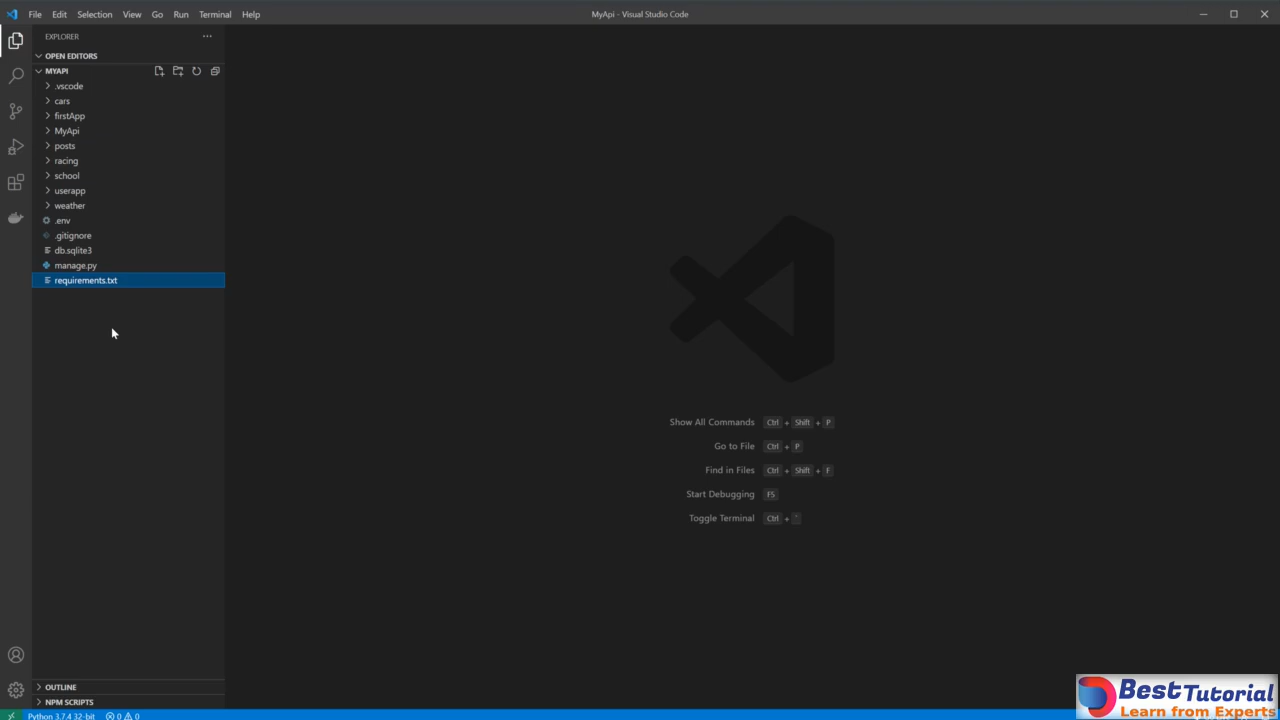 File Edit Selection View Go Run Terminal Help
MyApi - Visual Studio Code
EXPLORER
OPEN EDITORS
MYAPI
.vscode
cars
firstApp
MyApi
posts
racing
school
userapp
weather
.env
.gitignore
db.sqlite3
manage.py
requirements.txt
Show All Commands Ctrl + Shift + P
Go to File Ctrl + P
Find in Files Ctrl + Shift + F
Start Debugging F5
Toggle Terminal Ctrl + `
OUTLINE
NPM SCRIPTS
Python 3.7.4 32-bit 0 0
BestTutorial
Learn from Experts